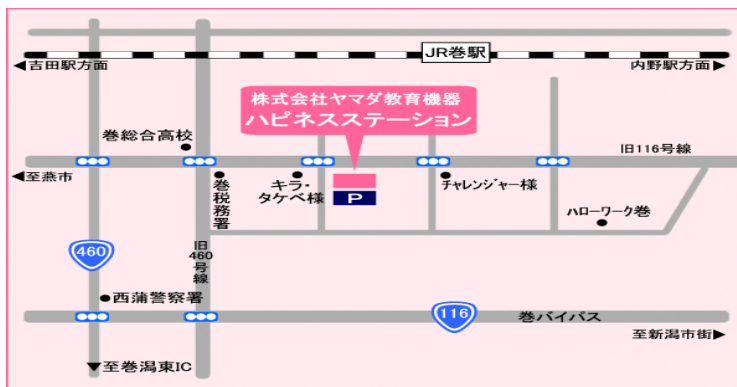 JR巻駅
◀吉田駅方面
内野駅方面▶
株式会社ヤマダ教育機器
ハピネスステーション
巻総合高校
旧116号線
◀至燕市
巻税務署
キラ・
タケベ様
P
チャレンジャー様
ハローワーク巻
460
旧460号線
西蒲警察署
116
巻バイパス
至新潟市街▶
▼至巻潟東IC